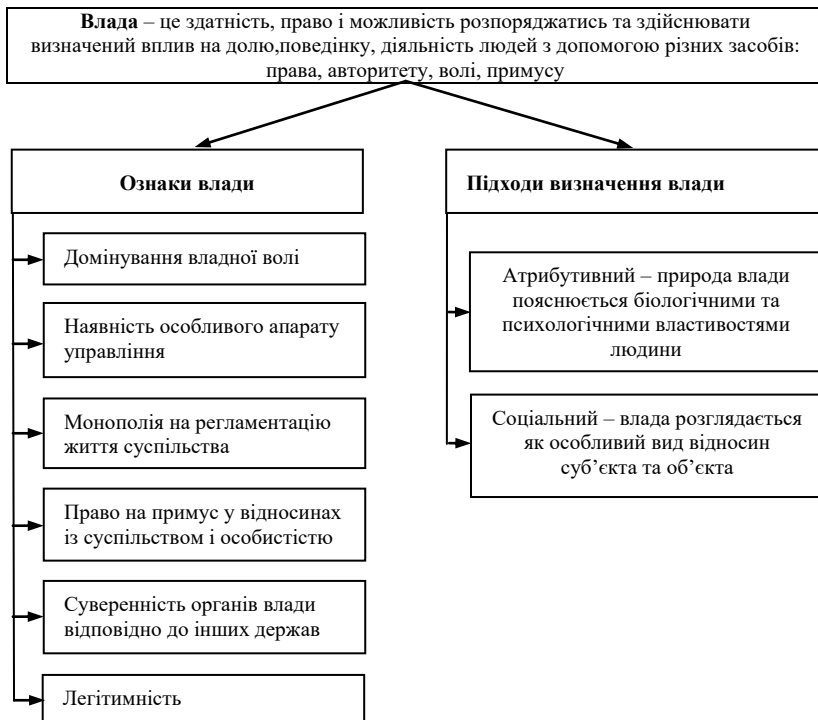 Влада – це здатність, право і можливість розпоряджатись та здійснювати
визначений вплив на долю,поведінку, діяльність людей з допомогою різних засобів:
права, авторитету, волі, примусу
Ознаки влади
Домінування владної волі
Наявність особливого апарату
управління
Монополія на регламентацію
життя суспільства
Право на примус у відносинах
із суспільством і особистістю
Суверенність органів влади
відповідно до інших держав
Легітимність
Підходи визначення влади
Атрибутивний – природа влади
пояснюється біологічними та
психологічними властивостями
людини
Соціальний – влада розглядається
як особливий вид відносин
суб’єкта та об’єкта